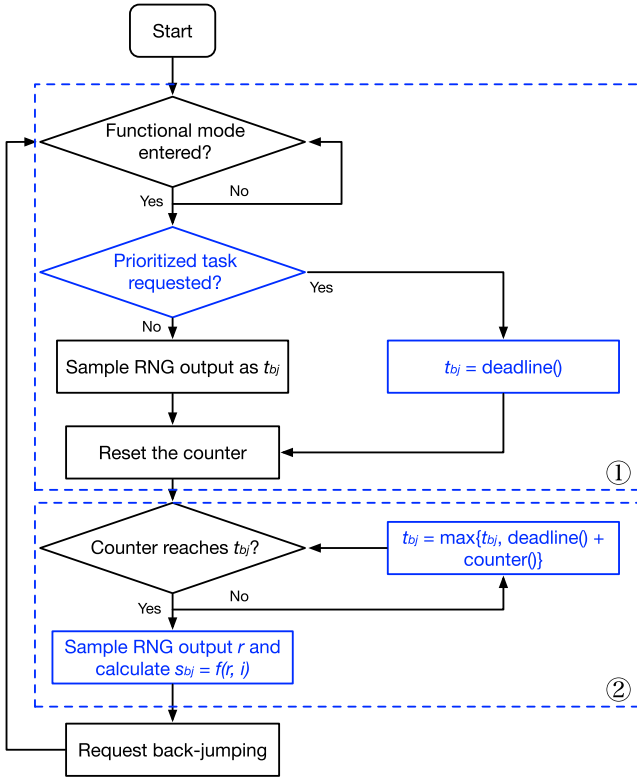 Start
Functional mode
entered?
No
Yes
Prioritized task
requested?
Yes
No
Sample RNG output as tbj
tbj = deadline()
Reset the counter
①
Counter reaches tbj?
tbj = max{tbj, deadline() +
counter()}
No
Yes
Sample RNG output r and
calculate sbj = f(r, i)
②
Request back-jumping